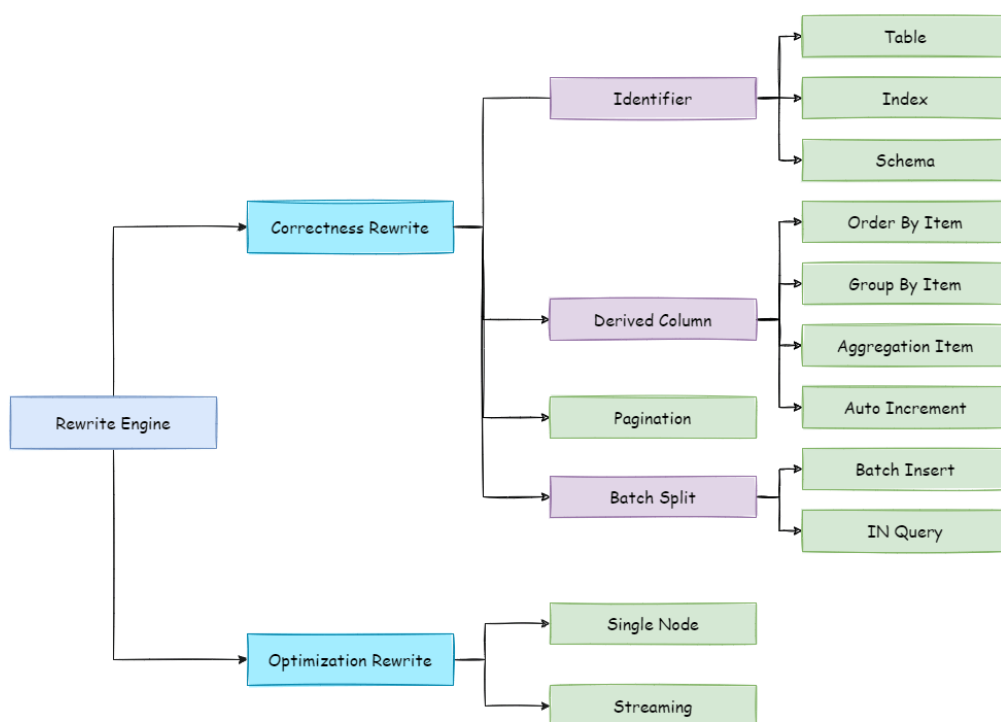 Table
Identifier
Index
Schema
Correctness Rewrite
Order By Item
Group By Item
Derived Column
Aggregation Item
Auto Increment
Rewrite Engine
Pagination
Batch Insert
Batch Split
IN Query
Single Node
Optimization Rewrite
Streaming